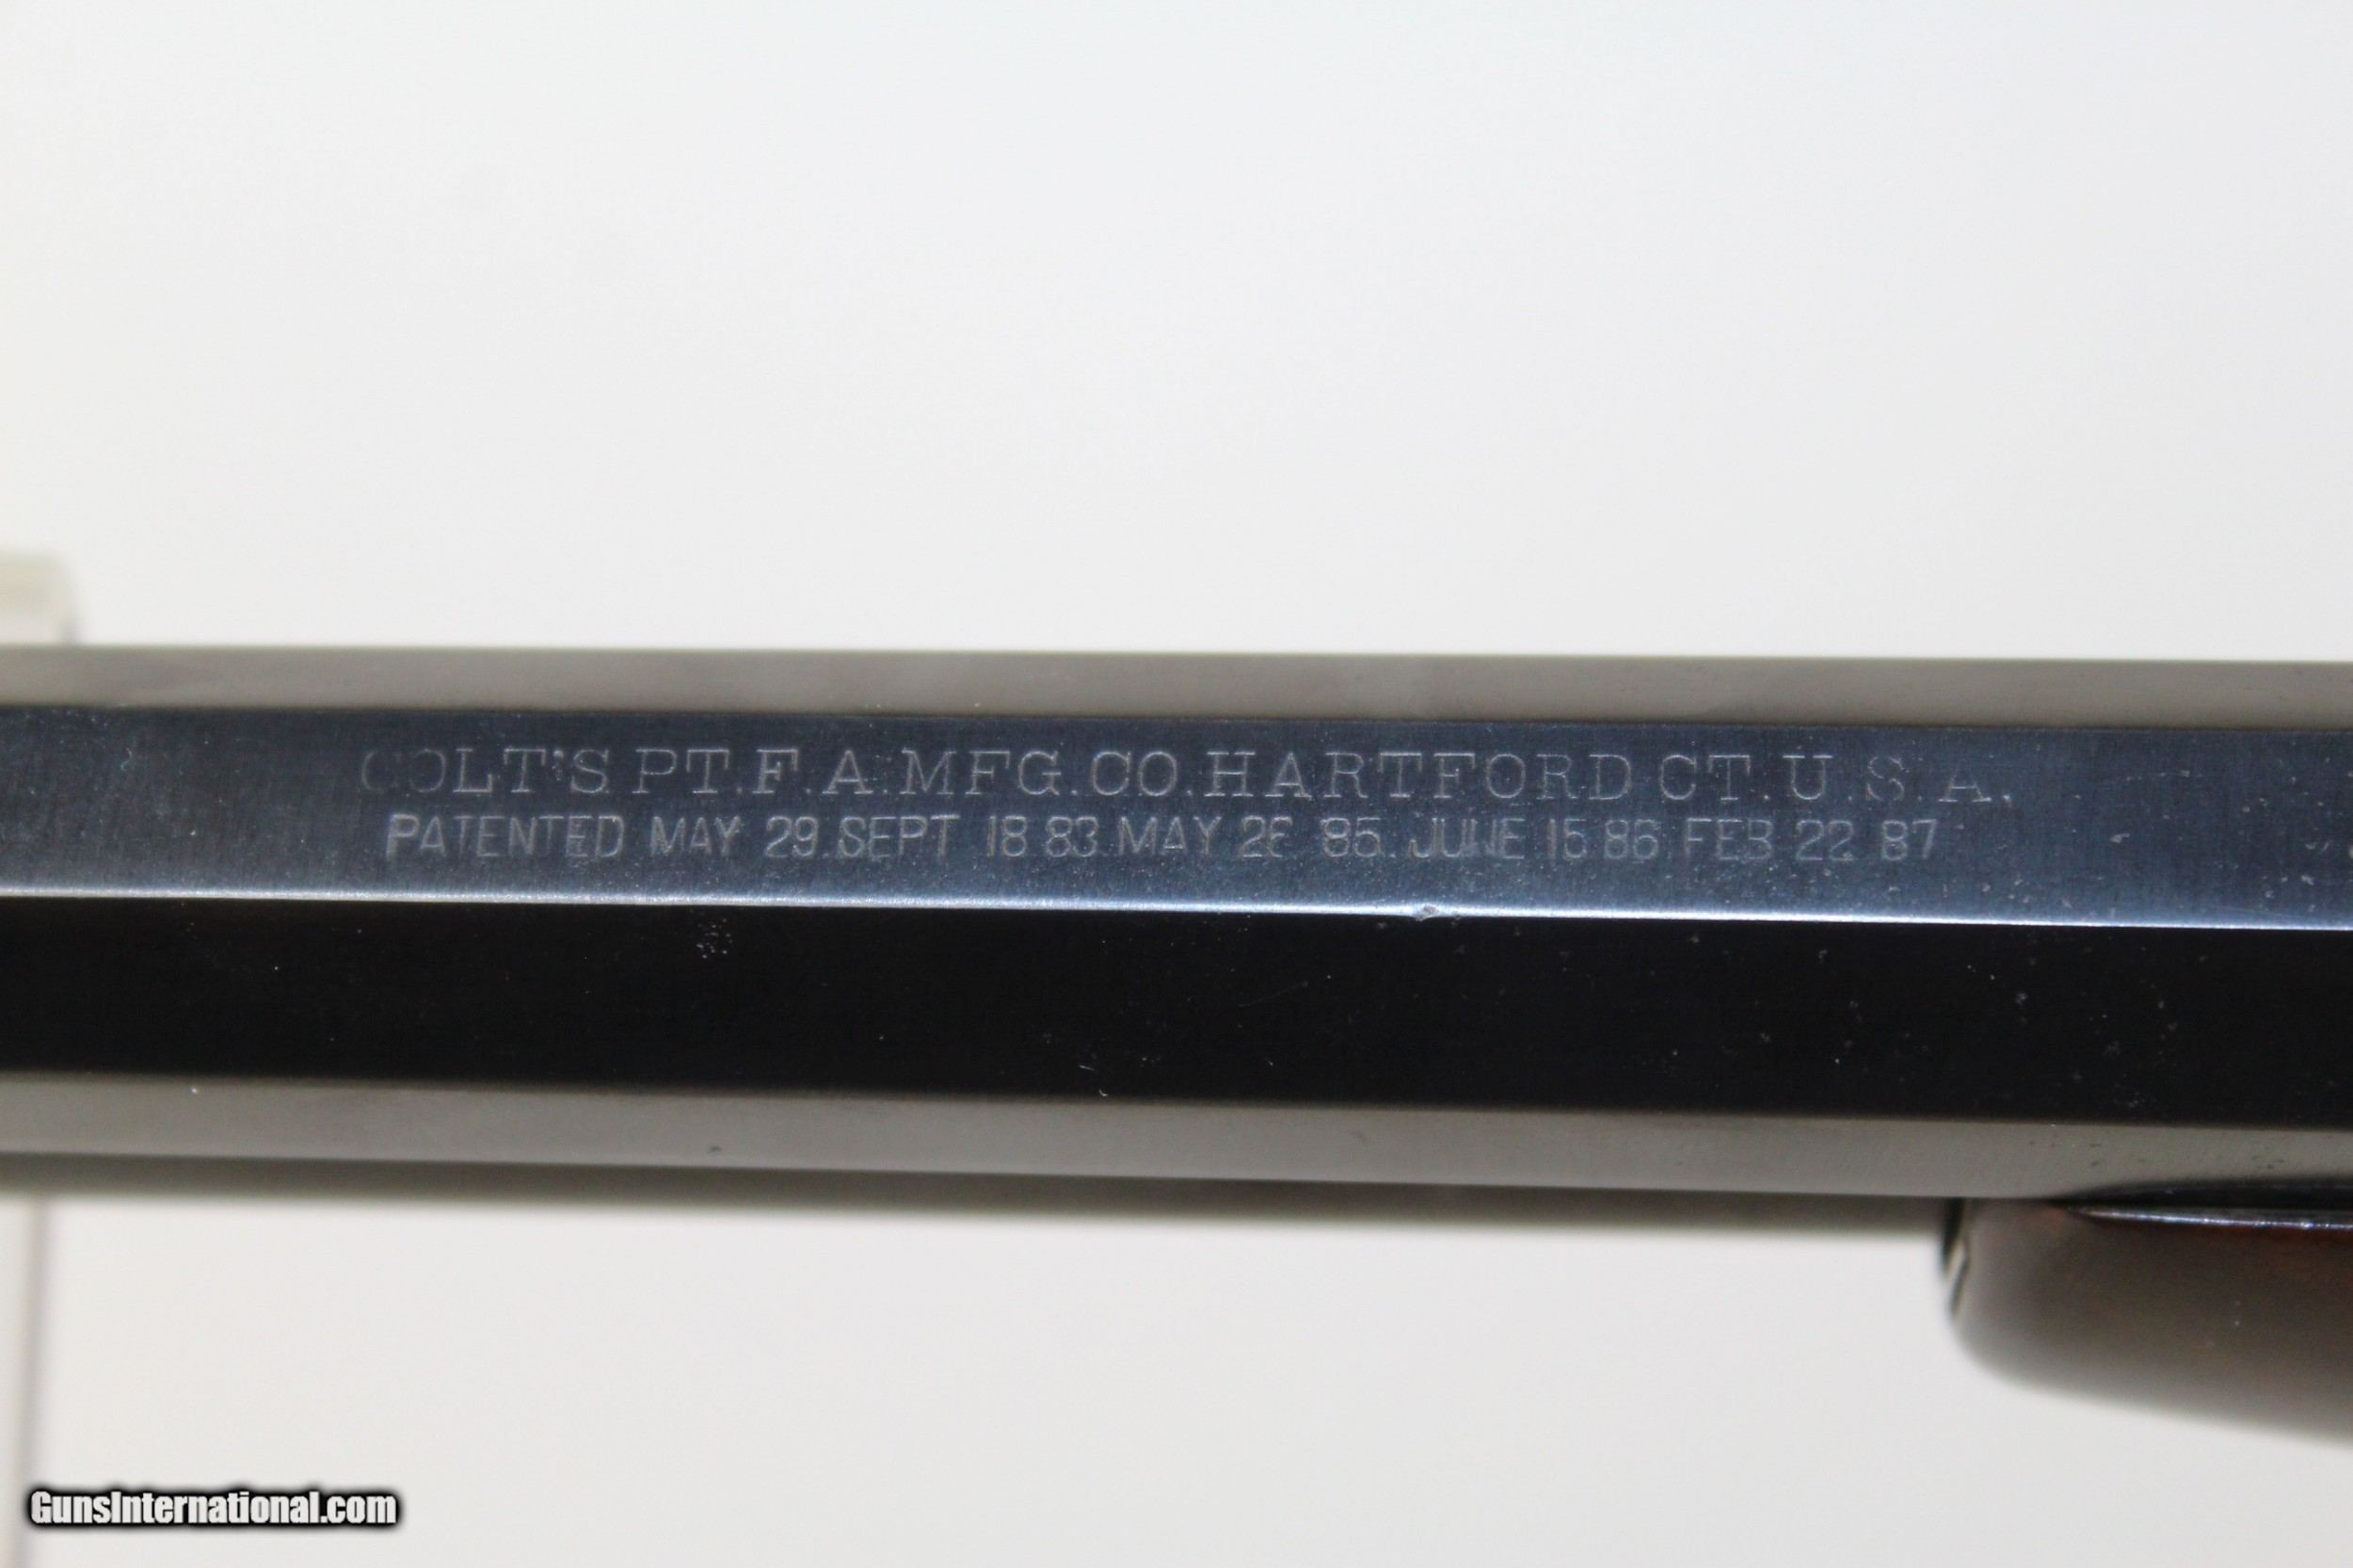 COLT'S PT.F.A.MFG.CO.HARTFORD CT.U.S.A.
PATENTED MAY 29.SEPT 18 83.MAY 26 85.JUNE 15 86.FEB 22 87
GunsInternational.com